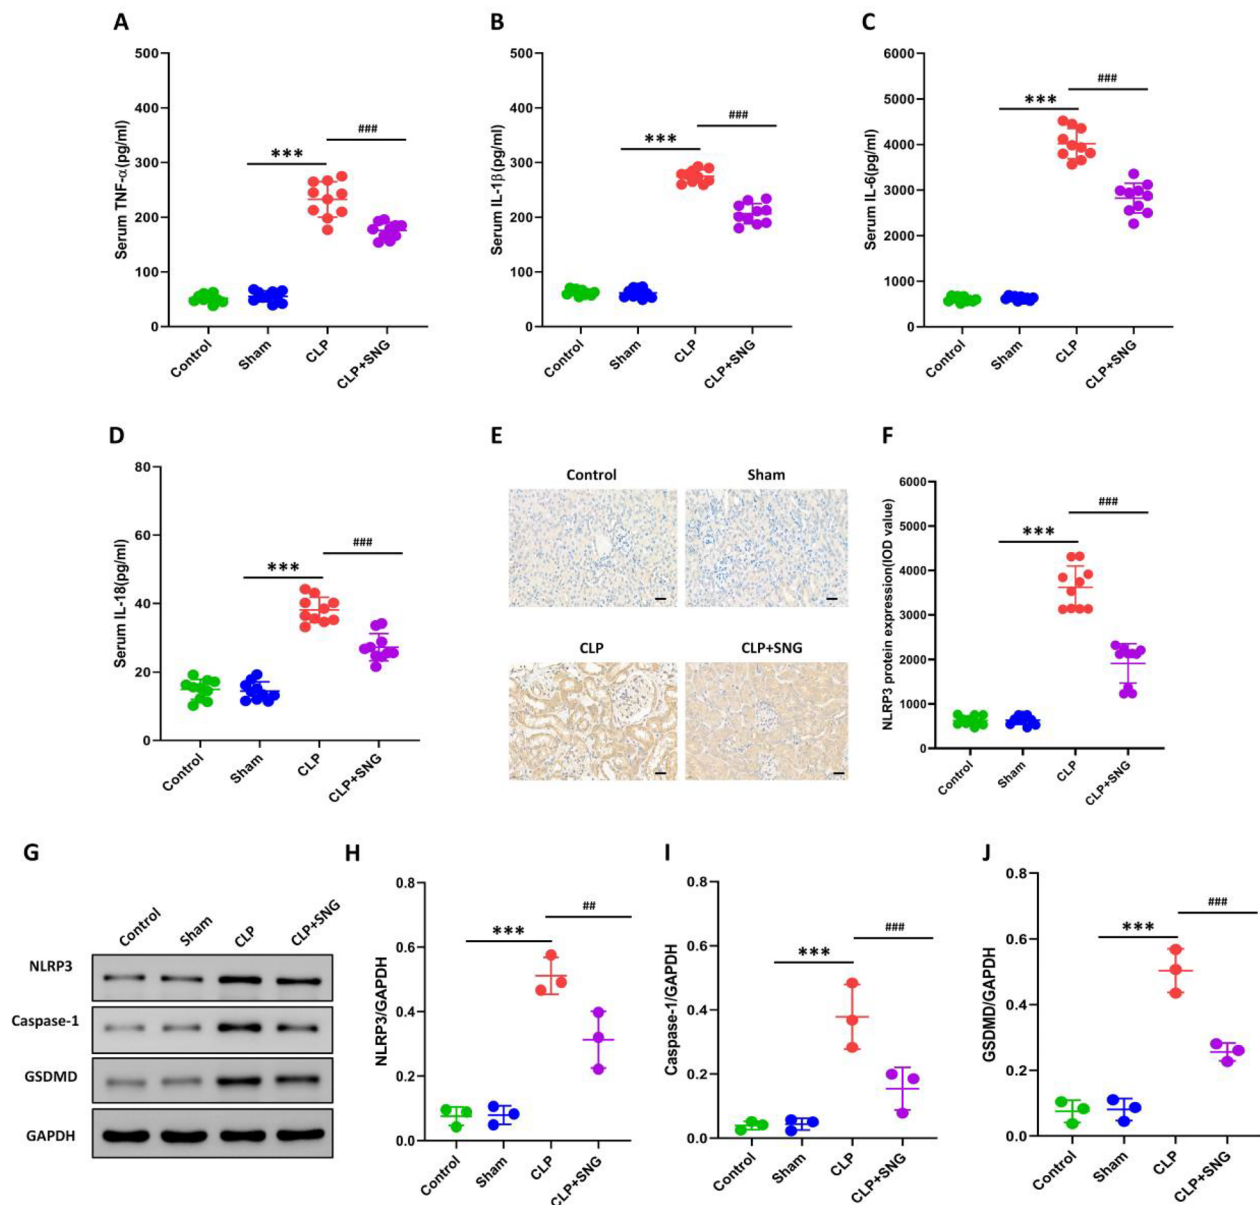 A
Serum TNF-α(pg/ml)
500
400
300
200
100
0
***
###
Control
Sham
CLP
CLP+SNG
B
Serum IL-1β(pg/ml)
500
400
300
200
100
0
***
###
Control
Sham
CLP
CLP+SNG
C
Serum IL-6(pg/ml)
6000
5000
4000
3000
2000
1000
0
***
###
Control
Sham
CLP
CLP+SNG
D
Serum IL-18(pg/ml)
80
60
40
20
0
***
###
Control
Sham
CLP
CLP+SNG
E
Control
Sham
CLP
CLP+SNG
F
NLRP3 protein expression(IOD value)
6000
5000
4000
3000
2000
1000
0
***
###
Control
Sham
CLP
CLP+SNG
G
Control
Sham
CLP
CLP+SNG
NLRP3
Caspase-1
GSDMD
GAPDH
H
NLRP3/GAPDH
0.8
0.6
0.4
0.2
0.0
***
##
Control
Sham
CLP
CLP+SNG
I
Caspase-1/GAPDH
0.8
0.6
0.4
0.2
0.0
***
###
Control
Sham
CLP
CLP+SNG
J
GSDMD/GAPDH
0.8
0.6
0.4
0.2
0.0
***
###
Control
Sham
CLP
CLP+SNG